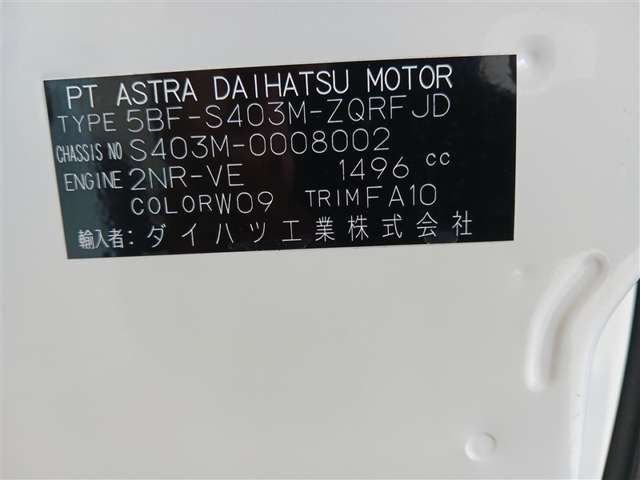 PT ASTRA DAIHATSU MOTOR
TYPE 5BF-S403M-ZQRFJD
CHASSIS NO S403M-0008002
ENGINE 2NR-VE 1496 cc
COLOR W09 TRIM FA10
輸入者: ダイハツ工業株式会社